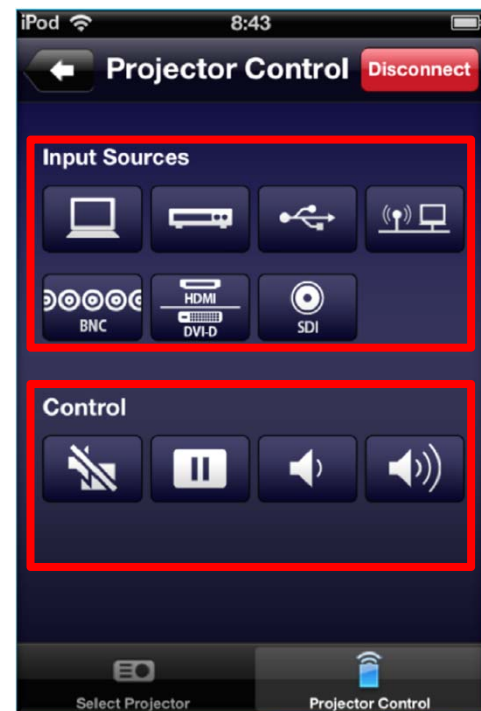 iPod 8:43
Projector Control Disconnect
Input Sources
BNC
HDMI
DVI-D
SDI
Control
Select Projector Projector Control